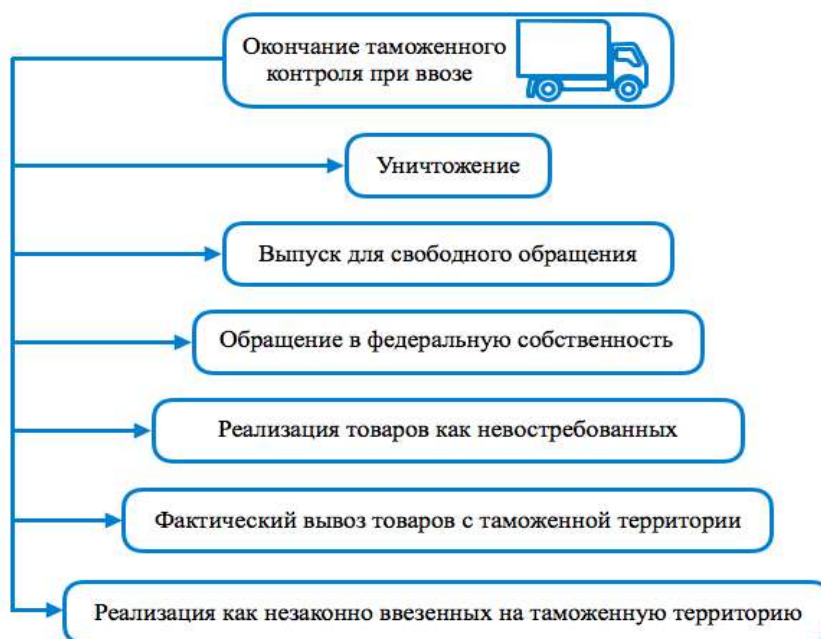 Окончание таможенного
контроля при ввозе
Уничтожение
Выпуск для свободного обращения
Обращение в федеральную собственность
Реализация товаров как невостребованных
Фактический вывоз товаров с таможенной территории
Реализация как незаконно ввезенных на таможенную территорию